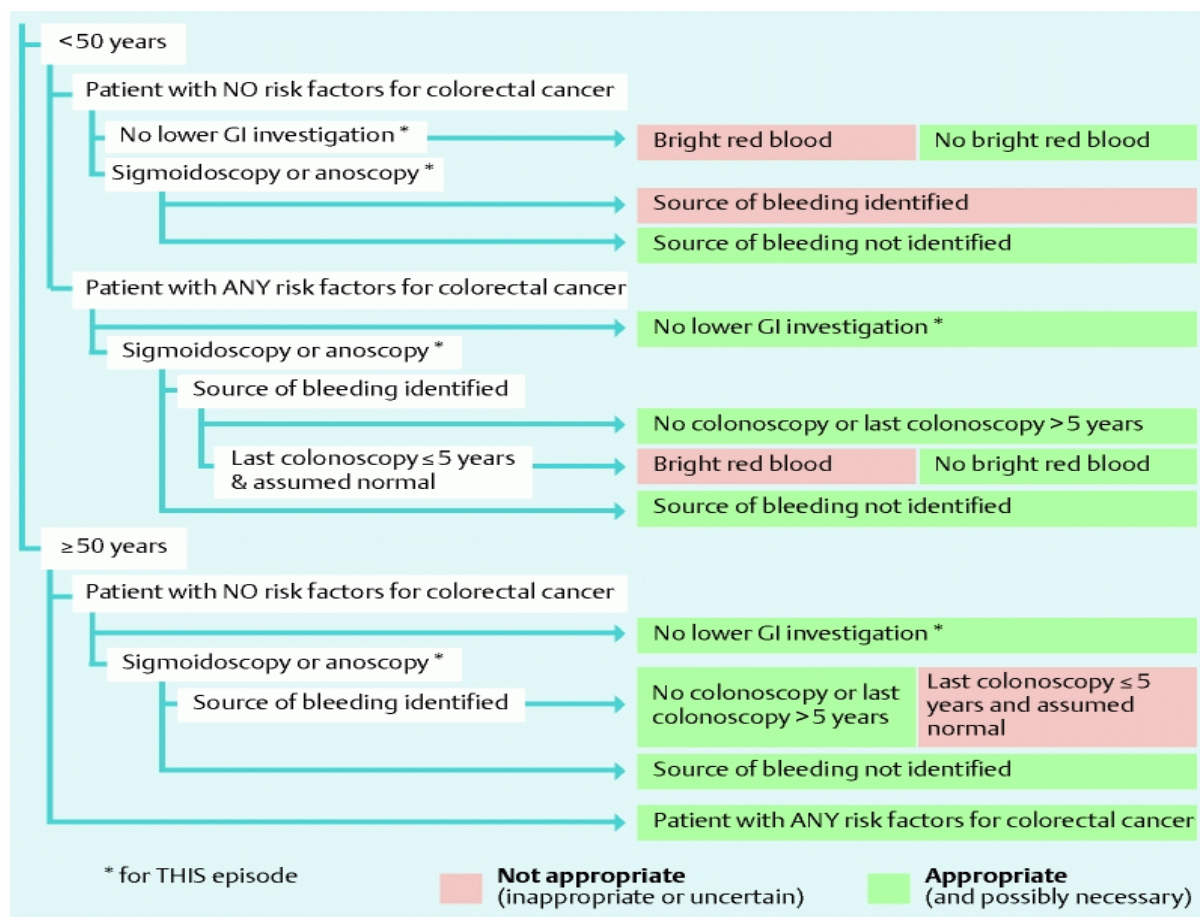 <50 years
Patient with NO risk factors for colorectal cancer
No lower GI investigation *
Bright red blood
No bright red blood
Sigmoidoscopy or anoscopy *
Source of bleeding identified
Source of bleeding not identified
Patient with ANY risk factors for colorectal cancer
No lower GI investigation *
Sigmoidoscopy or anoscopy *
Source of bleeding identified
No colonoscopy or last colonoscopy >5 years
Last colonoscopy ≤ 5 years
& assumed normal
Bright red blood
No bright red blood
Source of bleeding not identified
≥50 years
Patient with NO risk factors for colorectal cancer
No lower GI investigation *
Sigmoidoscopy or anoscopy *
Source of bleeding identified
No colonoscopy or last
colonoscopy >5 years
Last colonoscopy ≤ 5
years and assumed
normal
Source of bleeding not identified
Patient with ANY risk factors for colorectal cancer
* for THIS episode
Not appropriate
(inappropriate or uncertain)
Appropriate
(and possibly necessary)